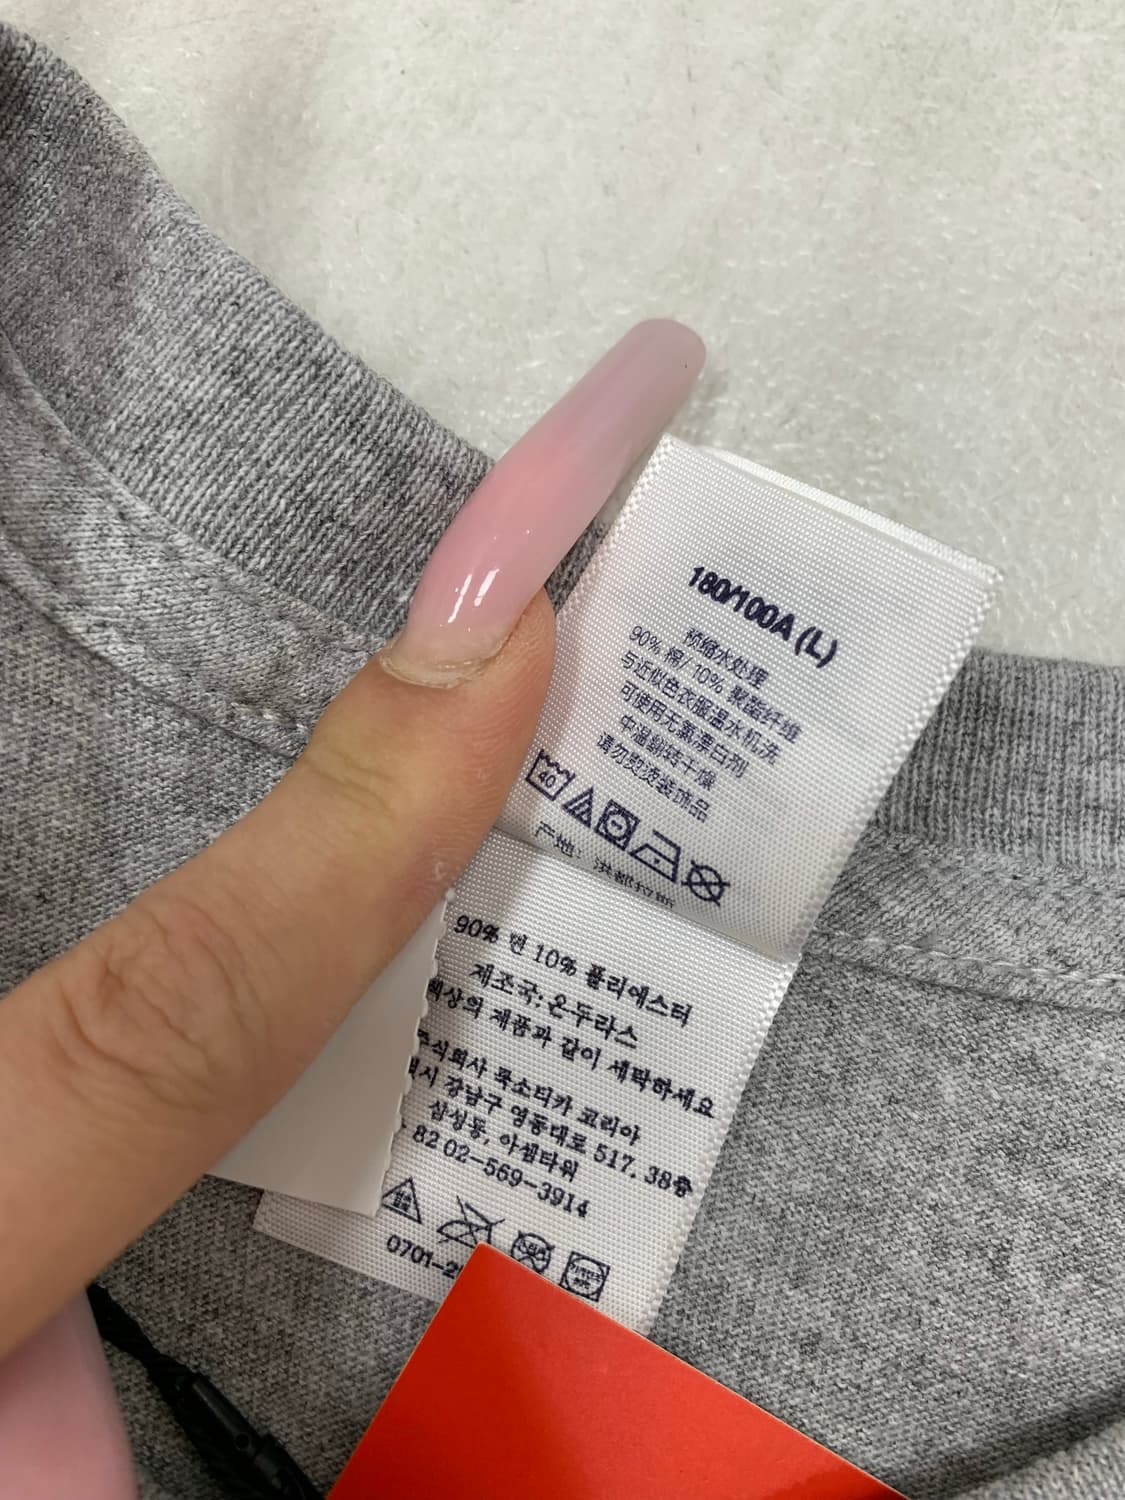 180/100A (L)
预缩水处理
90% 棉/ 10% 聚酯纤维
与近似色衣服温水机洗
可使用无氯漂白剂
中温翻转干燥
请勿熨烫装饰品
40
产地: 洪都拉斯
90% 면 10% 폴리에스터
제조국: 온두라스
색상의 제품과 같이 세탁하세요
주식회사 룩소티카 코리아
강남구 영동대로 517, 38층
삼성동, 아셈타워
82 02-569-3914
0701-2